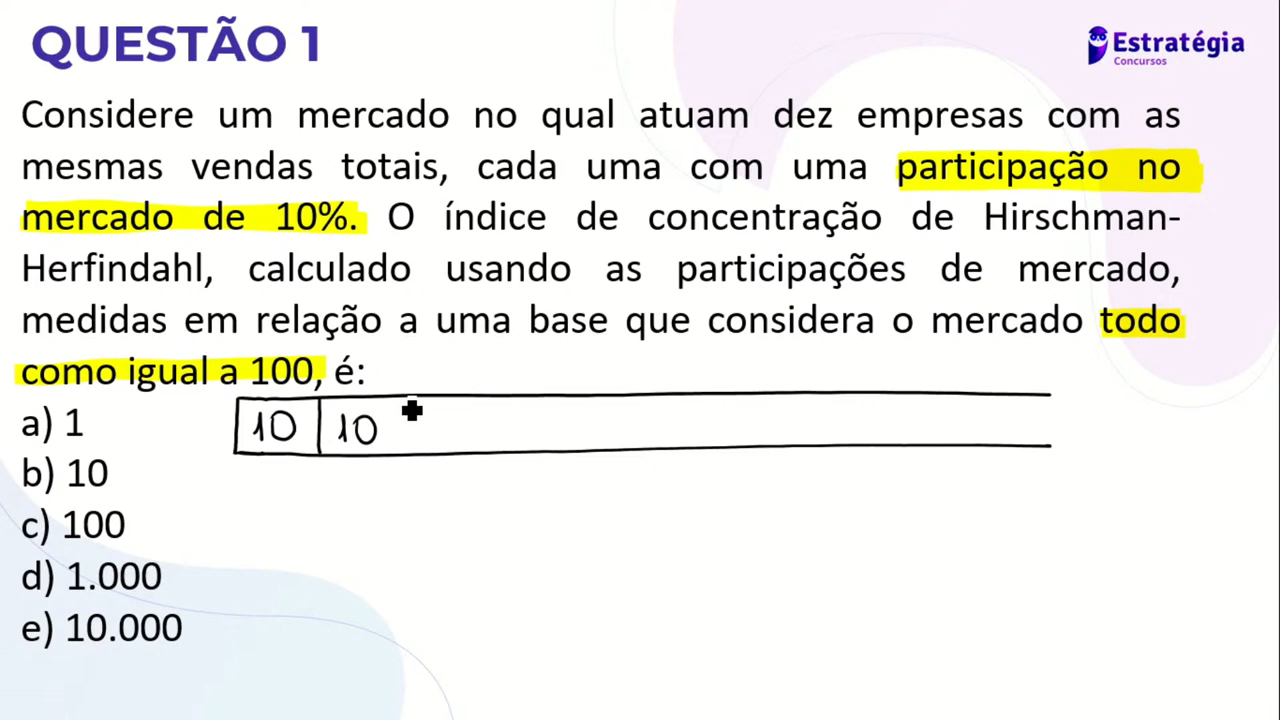 QUESTÃO 1
Estratégia
Concursos
Considere um mercado no qual atuam dez empresas com as
mesmas vendas totais, cada uma com uma participação no
mercado de 10%. O índice de concentração de Hirschman-
Herfindahl, calculado usando as participações de mercado,
medidas em relação a uma base que considera o mercado todo
como igual a 100, é:
a) 1
10 10
b) 10
c) 100
d) 1.000
e) 10.000